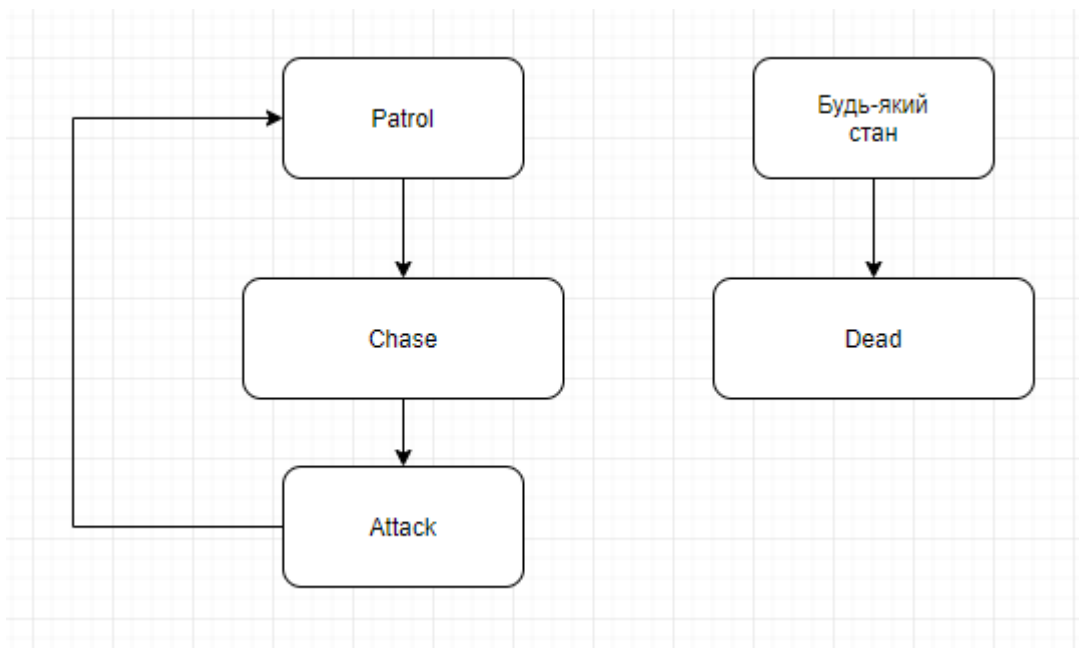 Patrol
Будь-який
стан
Chase
Dead
Attack